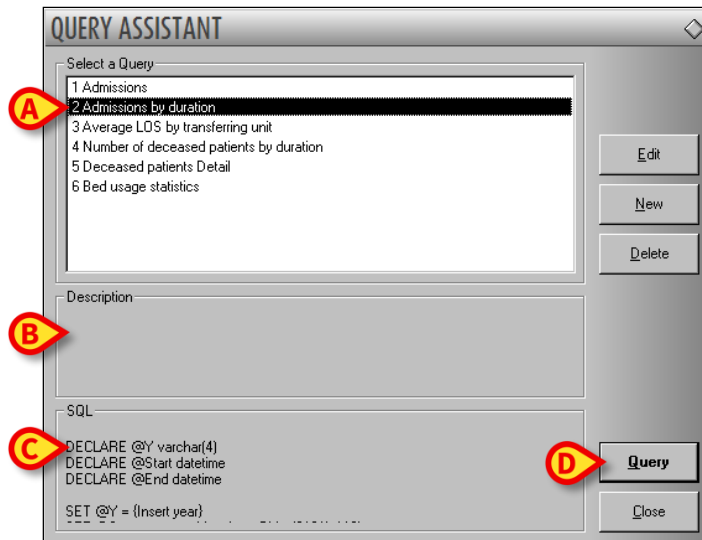 QUERY ASSISTANT
Select a Query
1 Admissions
A
2 Admissions by duration
3 Average LOS by transferring unit
4 Number of deceased patients by duration
5 Deceased patients Detail
6 Bed usage statistics
Edit
New
Delete
Description
B
SQL
C
DECLARE @Y varchar(4)
DECLARE @Start datetime
DECLARE @End datetime
SET @Y = {Insert year}
D
Query
Close